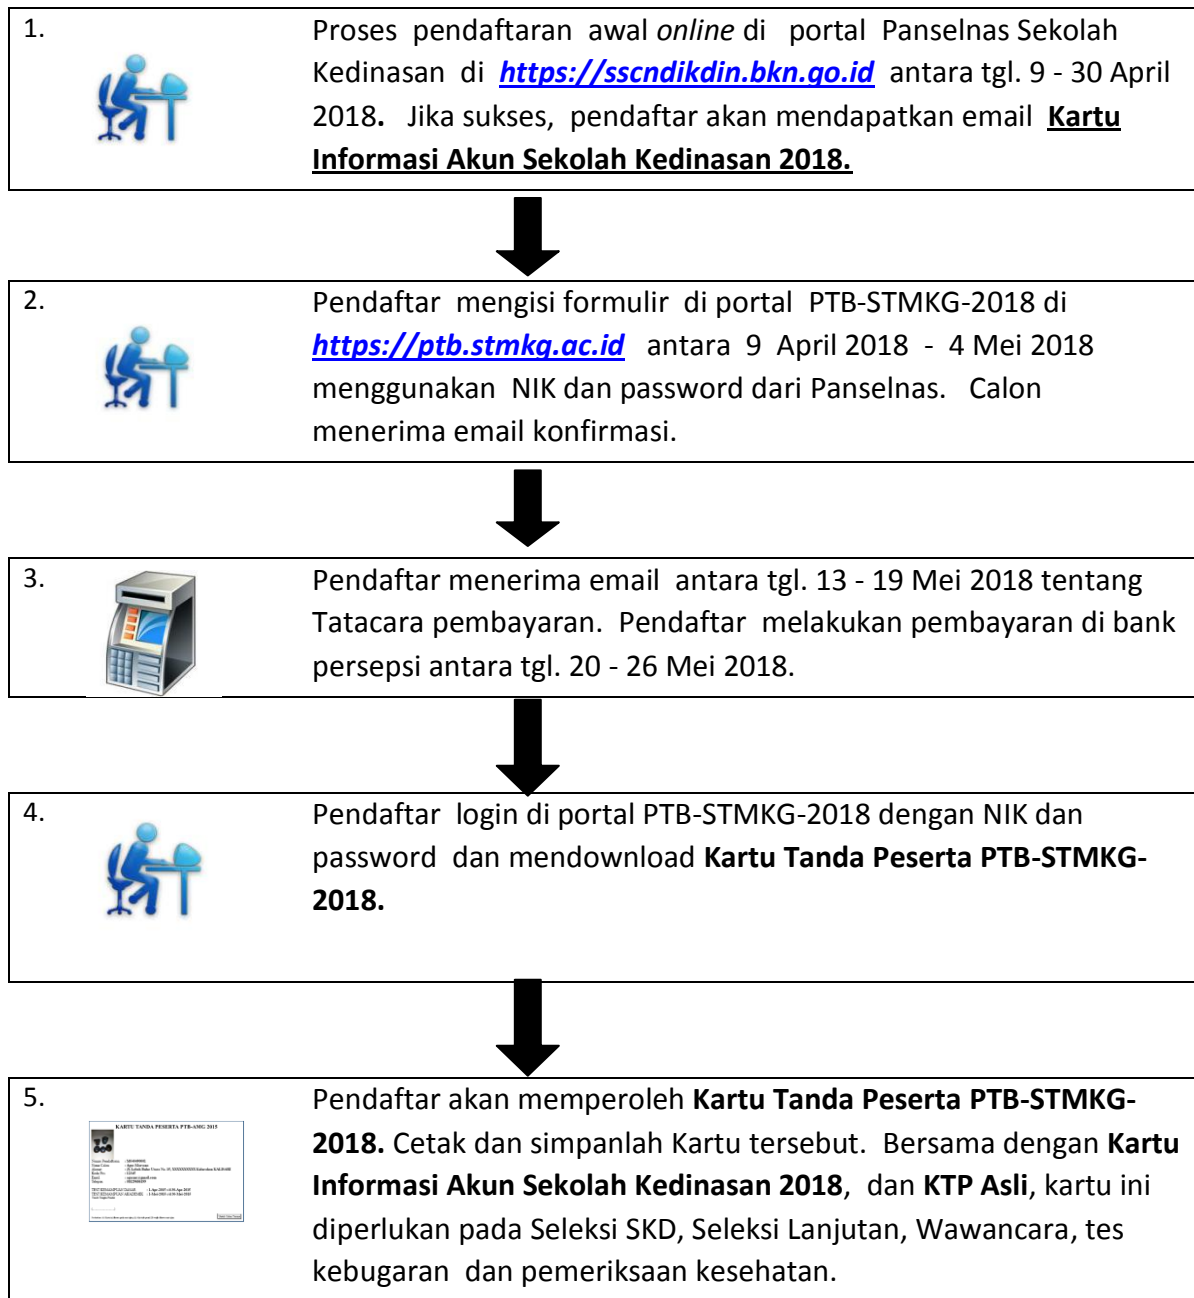 1.
Proses pendaftaran awal online di portal Panselnas Sekolah
Kedinasan di https://sscndikdin.bkn.go.id antara tgl. 9 - 30 April
2018. Jika sukses, pendaftar akan mendapatkan email Kartu
Informasi Akun Sekolah Kedinasan 2018.
2.
Pendaftar mengisi formulir di portal PTB-STMKG-2018 di
https://ptb.stmkg.ac.id antara 9 April 2018 - 4 Mei 2018
menggunakan NIK dan password dari Panselnas. Calon
menerima email konfirmasi.
3.
Pendaftar menerima email antara tgl. 13 - 19 Mei 2018 tentang
Tatacara pembayaran. Pendaftar melakukan pembayaran di bank
persepsi antara tgl. 20 - 26 Mei 2018.
4.
Pendaftar login di portal PTB-STMKG-2018 dengan NIK dan
password dan mendownload Kartu Tanda Peserta PTB-STMKG-
2018.
5.
KARTU TANDA PESERTA PTB-AMG 2015
Pendaftar akan memperoleh Kartu Tanda Peserta PTB-STMKG-
2018. Cetak dan simpanlah Kartu tersebut. Bersama dengan Kartu
Informasi Akun Sekolah Kedinasan 2018, dan KTP Asli, kartu ini
diperlukan pada Seleksi SKD, Seleksi Lanjutan, Wawancara, tes
kebugaran dan pemeriksaan kesehatan.